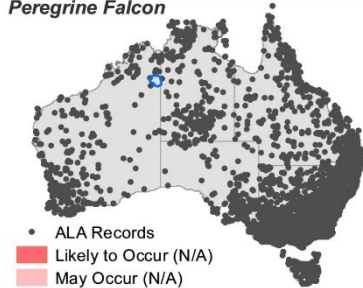 Peregrine Falcon
ALA Records
Likely to Occur (N/A)
May Occur (N/A)